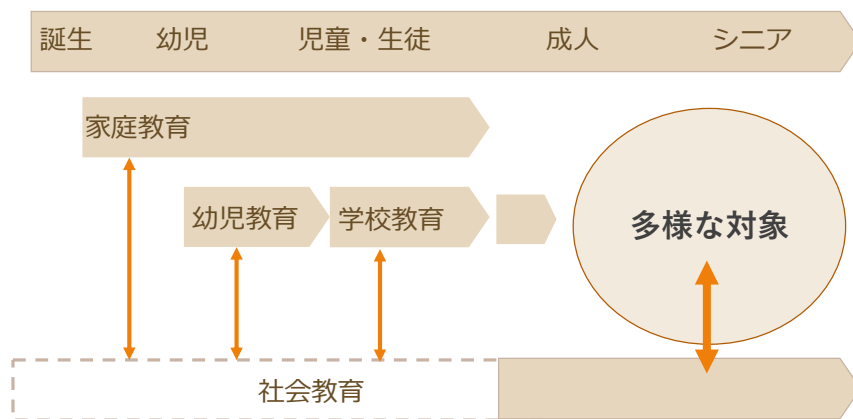 誕生 幼児 児童・生徒 成人 シニア
家庭教育
幼児教育 学校教育
多様な対象
社会教育